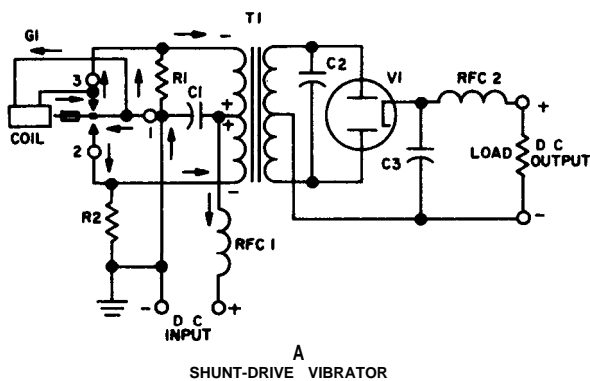 T1
G1
3
R1
C1
C2
V1
RFC 2
+
COIL
1
2
C3
LOAD
D C
OUTPUT
-
R2
RFC 1
-
+
D C
INPUT
A
SHUNT-DRIVE VIBRATOR